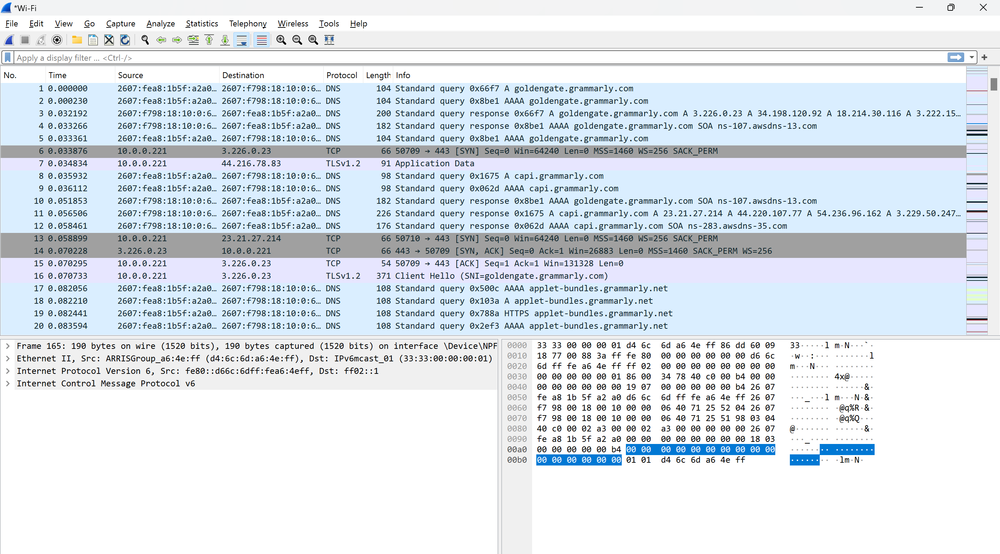 *Wi-Fi
File Edit View Go Capture Analyze Statistics Telephony Wireless Tools Help
Apply a display filter ... <Ctrl-/>
No. Time Source Destination Protocol Length Info
1 0.000000 2607:fea8:1b5f:a2a0… 2607:f798:18:10:0:6… DNS 104 Standard query 0x66f7 A goldengate.grammarly.com
2 0.000230 2607:fea8:1b5f:a2a0… 2607:f798:18:10:0:6… DNS 104 Standard query 0x8be1 AAAA goldengate.grammarly.com
3 0.032192 2607:f798:18:10:0:6… 2607:fea8:1b5f:a2a0… DNS 200 Standard query response 0x66f7 A goldengate.grammarly.com A 3.226.0.23 A 34.198.120.92 A 18.214.30.116 A 3.222.15…
4 0.033266 2607:f798:18:10:0:6… 2607:fea8:1b5f:a2a0… DNS 182 Standard query response 0x8be1 AAAA goldengate.grammarly.com SOA ns-107.awsdns-13.com
5 0.033361 2607:fea8:1b5f:a2a0… 2607:f798:18:10:0:6… DNS 104 Standard query 0x8be1 AAAA goldengate.grammarly.com
6 0.033876 10.0.0.221 3.226.0.23 TCP 66 50709 → 443 [SYN] Seq=0 Win=64240 Len=0 MSS=1460 WS=256 SACK_PERM
7 0.034834 10.0.0.221 44.216.78.83 TLSv1.2 91 Application Data
8 0.035932 2607:fea8:1b5f:a2a0… 2607:f798:18:10:0:6… DNS 98 Standard query 0x1675 A capi.grammarly.com
9 0.036112 2607:fea8:1b5f:a2a0… 2607:f798:18:10:0:6… DNS 98 Standard query 0x062d AAAA capi.grammarly.com
10 0.051853 2607:f798:18:10:0:6… 2607:fea8:1b5f:a2a0… DNS 182 Standard query response 0x8be1 AAAA goldengate.grammarly.com SOA ns-107.awsdns-13.com
11 0.056506 2607:f798:18:10:0:6… 2607:fea8:1b5f:a2a0… DNS 226 Standard query response 0x1675 A capi.grammarly.com A 23.21.27.214 A 44.220.107.77 A 54.236.96.162 A 3.229.50.247…
12 0.058461 2607:f798:18:10:0:6… 2607:fea8:1b5f:a2a0… DNS 176 Standard query response 0x062d AAAA capi.grammarly.com SOA ns-283.awsdns-35.com
13 0.058899 10.0.0.221 23.21.27.214 TCP 66 50710 → 443 [SYN] Seq=0 Win=64240 Len=0 MSS=1460 WS=256 SACK_PERM
14 0.070228 3.226.0.23 10.0.0.221 TCP 66 443 → 50709 [SYN, ACK] Seq=0 Ack=1 Win=26883 Len=0 MSS=1460 SACK_PERM WS=256
15 0.070295 10.0.0.221 3.226.0.23 TCP 54 50709 → 443 [ACK] Seq=1 Ack=1 Win=131328 Len=0
16 0.070733 10.0.0.221 3.226.0.23 TLSv1.2 371 Client Hello (SNI=goldengate.grammarly.com)
17 0.082056 2607:fea8:1b5f:a2a0… 2607:f798:18:10:0:6… DNS 108 Standard query 0x500c AAAA applet-bundles.grammarly.net
18 0.082210 2607:fea8:1b5f:a2a0… 2607:f798:18:10:0:6… DNS 108 Standard query 0x103a A applet-bundles.grammarly.net
19 0.082441 2607:fea8:1b5f:a2a0… 2607:f798:18:10:0:6… DNS 108 Standard query 0x788a HTTPS applet-bundles.grammarly.net
20 0.083594 2607:fea8:1b5f:a2a0… 2607:f798:18:10:0:6… DNS 108 Standard query 0x2ef3 AAAA applet-bundles.grammarly.net
Frame 165: 190 bytes on wire (1520 bits), 190 bytes captured (1520 bits) on interface \Device\NPF
Ethernet II, Src: ARRISGroup_a6:4e:ff (d4:6c:6d:a6:4e:ff), Dst: IPv6mcast_01 (33:33:00:00:00:01)
Internet Protocol Version 6, Src: fe80::d66c:6dff:fea6:4eff, Dst: ff02::1
Internet Control Message Protocol v6
0000 33 33 00 00 00 01 d4 6c 6d a6 4e ff 86 dd 60 09 33·····l m·N···`·
0010 18 77 00 88 3a ff fe 80 00 00 00 00 00 00 d6 6c ·w··:··· ·······l
0020 6d ff fe a6 4e ff ff 02 00 00 00 00 00 00 00 00 m···N··· ········
0030 00 00 00 00 00 01 86 00 34 78 40 c0 00 b4 00 00 ········ 4x@·····
0040 00 00 00 00 00 00 19 07 00 00 00 00 00 b4 26 07 ········ ······&·
0050 fe a8 1b 5f a2 a0 d6 6c 6d ff fe a6 4e ff 26 07 ···_···l m···N·&·
0060 f7 98 00 18 00 10 00 00 06 40 71 25 52 04 26 07 ········ ·@q%R·&·
0070 f7 98 00 18 00 10 00 00 06 40 71 25 51 98 03 04 ········ ·@q%Q···
0080 40 c0 00 02 a3 00 00 02 a3 00 00 00 00 00 26 07 @······· ······&·
0090 fe a8 1b 5f a2 a0 00 00 00 00 00 00 00 00 18 03 ···_···· ········
00a0 00 00 00 00 00 b4 00 00 00 00 00 00 00 00 00 00 ········ ········
00b0 00 00 00 00 00 00 01 01 d4 6c 6d a6 4e ff ········ ·lm·N·